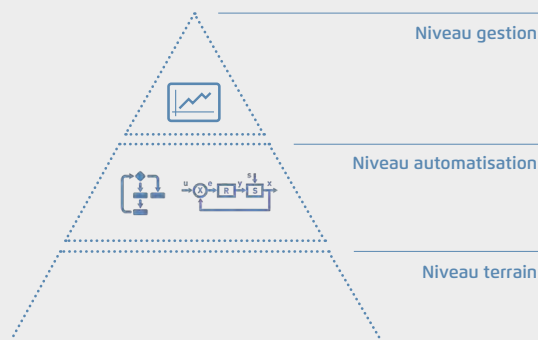 Niveau gestion
Niveau automatisation
u e y s x
X R S
Niveau terrain